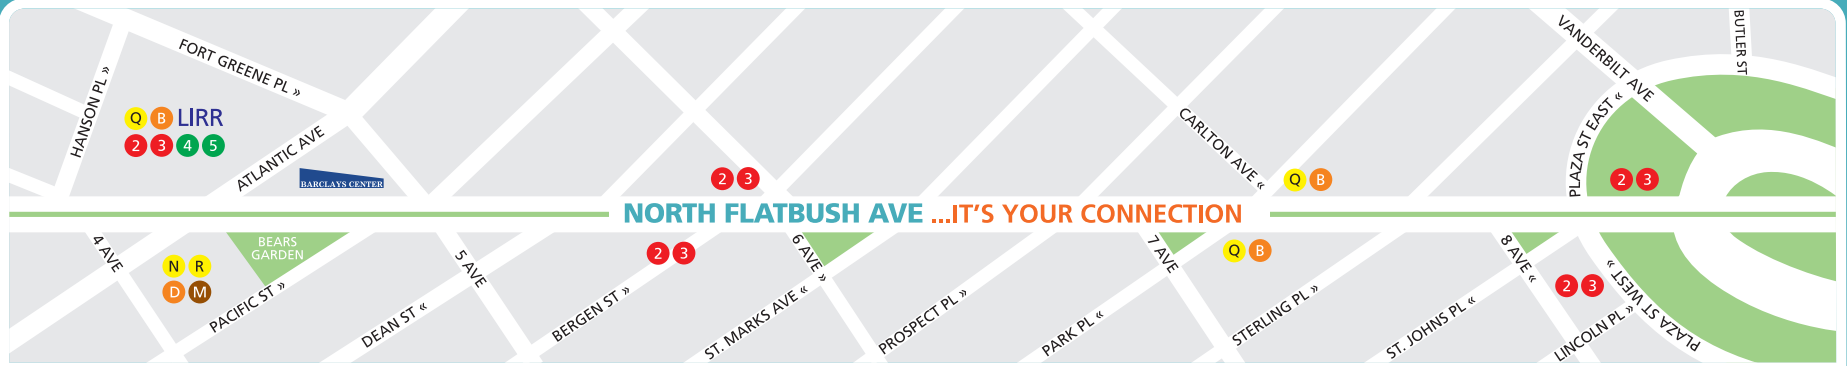 FORT GREENE PL »
HANSON PL »
Q B LIRR
2 3 4 5
ATLANTIC AVE
BARCLAYS CENTER
2 3
CARLTON AVE «
Q B
VANDERBILT AVE
BUTLER ST
PLAZA ST EAST «
2 3
NORTH FLATBUSH AVE ...IT'S YOUR CONNECTION
4 AVE
BEARS
GARDEN
N R
D M
PACIFIC ST »
5 AVE
DEAN ST «
2 3
BERGEN ST »
6 AVE »
ST. MARKS AVE «
PROSPECT PL »
7 AVE
Q B
PARK PL «
STERLING PL »
8 AVE «
ST. JOHNS PL «
2 3
LINCOLN PL »
PLAZA ST WEST »